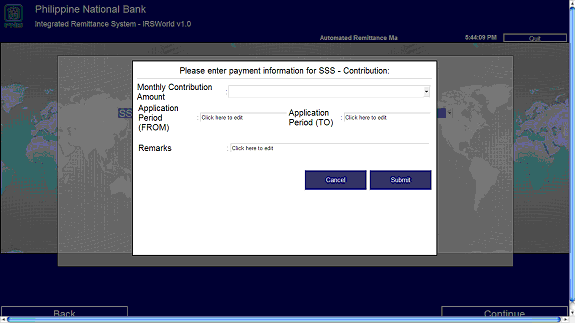 Philippine National Bank
Integrated Remittance System - IRSWorld v1.0
Automated Remittance Ma 5:44:09 PM Quit
Please enter payment information for SSS - Contribution:
Monthly Contribution Amount :
SS
Application Period (FROM) : Click here to edit Application Period (TO) : Click here to edit
Remarks : Click here to edit
Cancel Submit
Back Continue